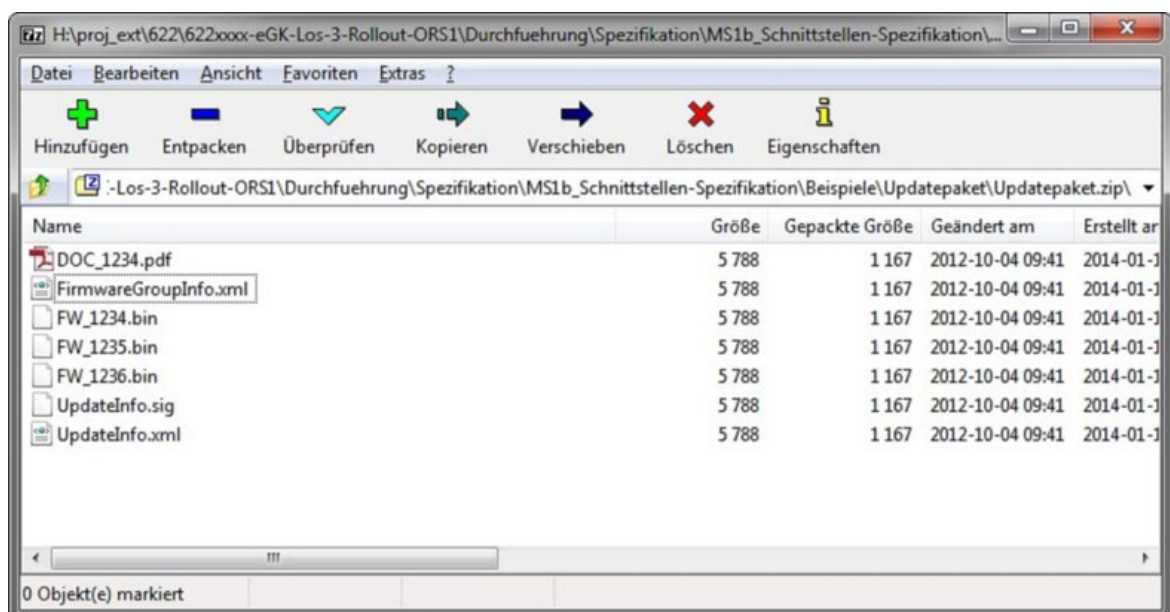 H:\proj_ext\622\622xxxx-eGK-Los-3-Rollout-ORS1\Durchfuehrung\Spezifikation\MS1b_Schnittstellen-Spezifikation\...
Datei Bearbeiten Ansicht Favoriten Extras ?
Hinzufügen Entpacken Überprüfen Kopieren Verschieben Löschen Eigenschaften
:-Los-3-Rollout-ORS1\Durchfuehrung\Spezifikation\MS1b_Schnittstellen-Spezifikation\Beispiele\Updatepaket\Updatepaket.zip\
Name Größe Gepackte Größe Geändert am Erstellt ar
DOC_1234.pdf 5 788 1 167 2012-10-04 09:41 2014-01-1
FirmwareGroupInfo.xml 5 788 1 167 2012-10-04 09:41 2014-01-1
FW_1234.bin 5 788 1 167 2012-10-04 09:41 2014-01-1
FW_1235.bin 5 788 1 167 2012-10-04 09:41 2014-01-1
FW_1236.bin 5 788 1 167 2012-10-04 09:41 2014-01-1
UpdateInfo.sig 5 788 1 167 2012-10-04 09:41 2014-01-1
UpdateInfo.xml 5 788 1 167 2012-10-04 09:41 2014-01-1
0 Objekt(e) markiert